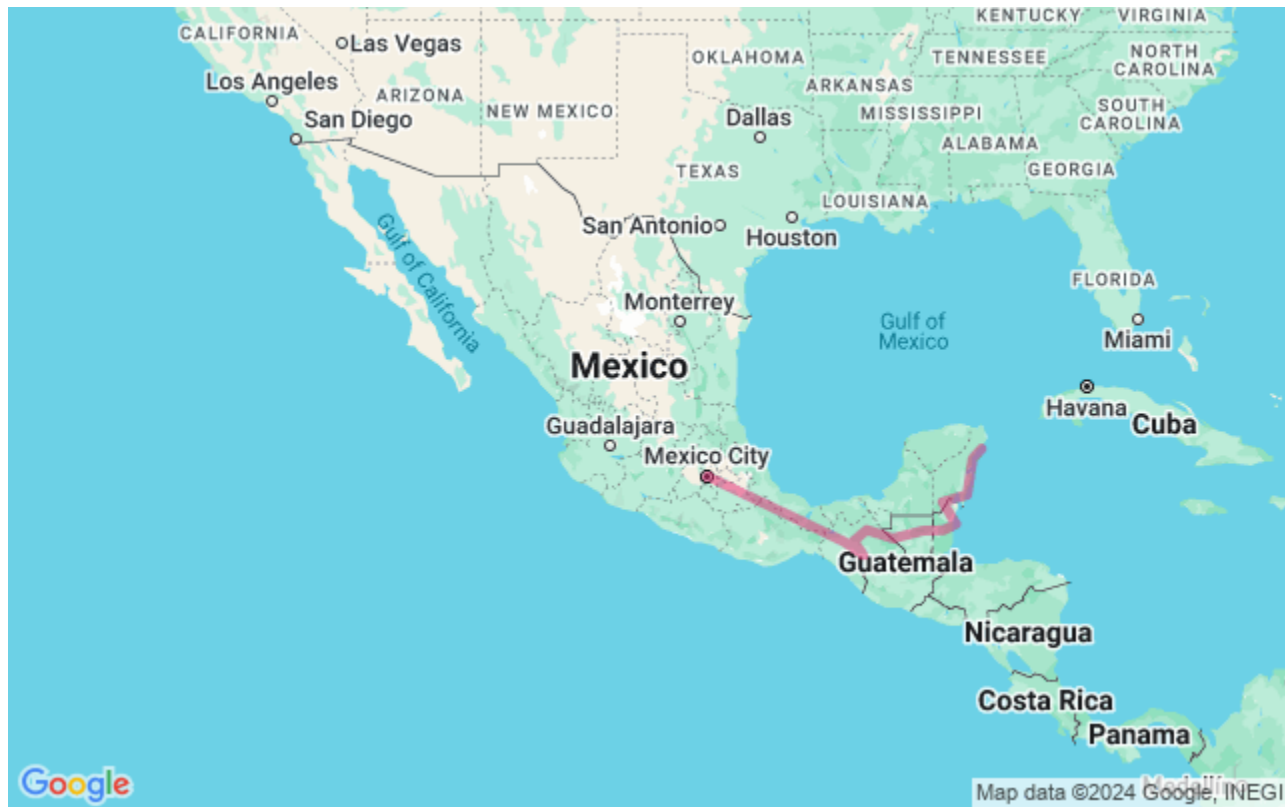 KENTUCKY
VIRGINIA
CALIFORNIA
Las Vegas
OKLAHOMA
TENNESSEE
NORTH
CAROLINA
Los Angeles
ARIZONA
ARKANSAS
NEW MEXICO
MISSISSIPPI
SOUTH
CAROLINA
San Diego
Dallas
ALABAMA
TEXAS
GEORGIA
LOUISIANA
San Antonio
Houston
Gulf of California
FLORIDA
Monterrey
Gulf of
Mexico
Miami
Mexico
Havana
Cuba
Guadalajara
Mexico City
Guatemala
Nicaragua
Costa Rica
Panama
Google
Map data ©2024 Google, INEGI